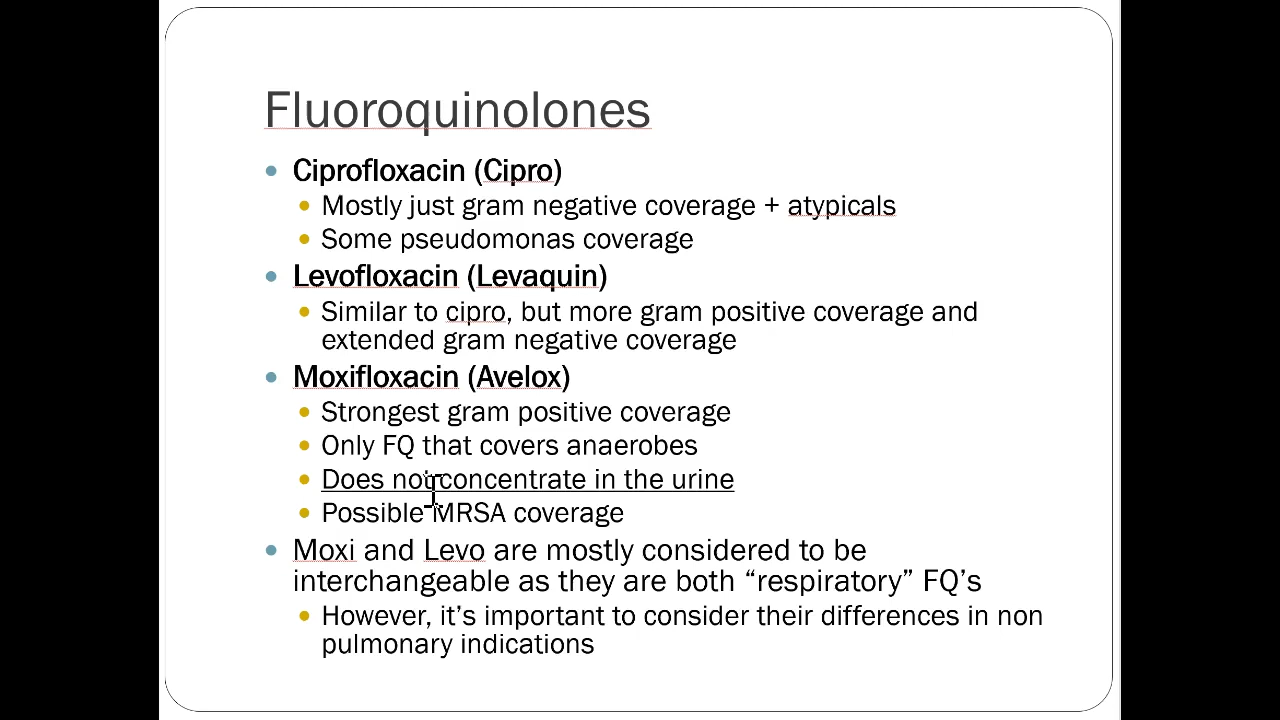 Fluoroquinolones
Ciprofloxacin (Cipro)
Mostly just gram negative coverage + atypicals
Some pseudomonas coverage
Levofloxacin (Levaquin)
Similar to cipro, but more gram positive coverage and
extended gram negative coverage
Moxifloxacin (Avelox)
Strongest gram positive coverage
Only FQ that covers anaerobes
Does not concentrate in the urine
Possible MRSA coverage
Moxi and Levo are mostly considered to be
interchangeable as they are both “respiratory” FQ’s
However, it’s important to consider their differences in non
pulmonary indications